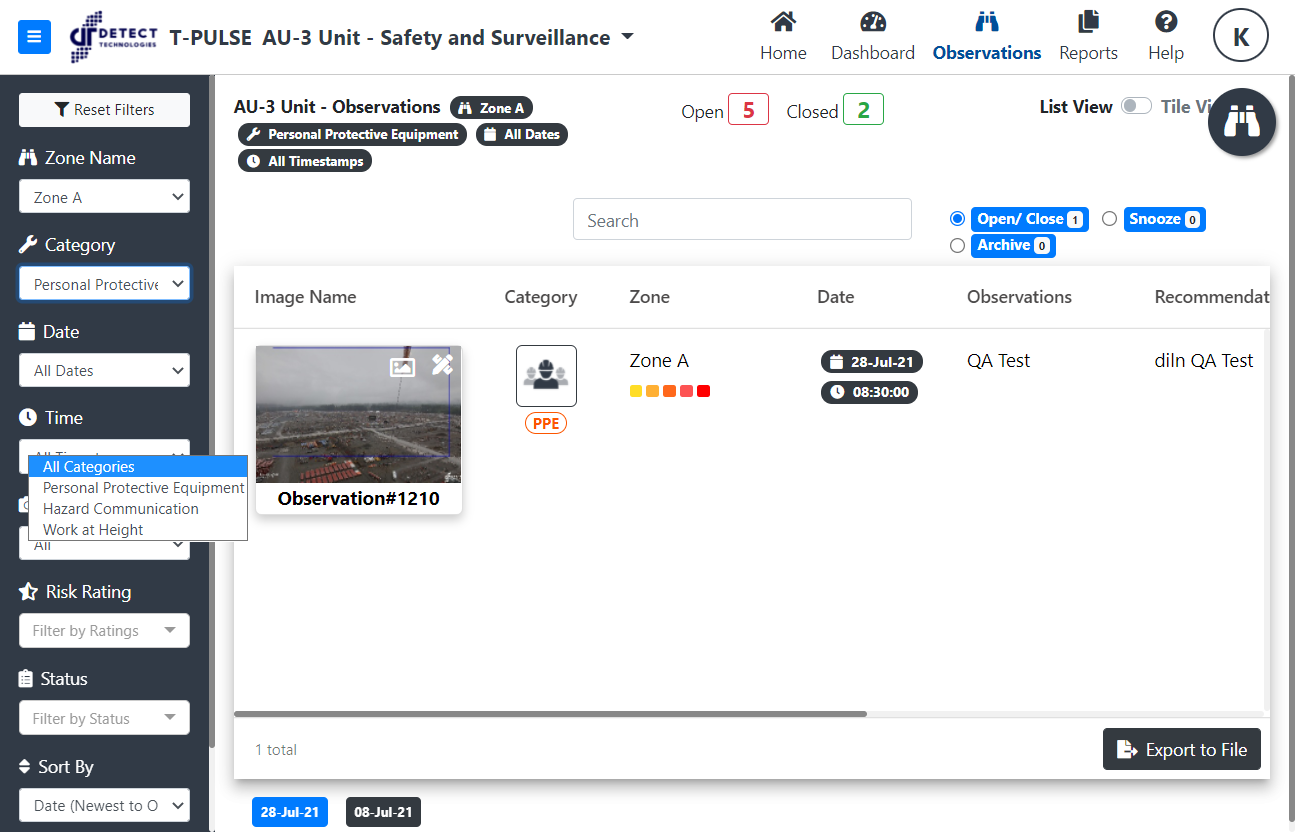 DETECT
TECHNOLOGIES
T-PULSE AU-3 Unit - Safety and Surveillance
Home
Dashboard
Observations
Reports
Help
K
Reset Filters
Zone Name
Zone A
Category
Personal Protective
Date
All Dates
Time
All Categories
Personal Protective Equipment
Hazard Communication
Work at Height
All
Risk Rating
Filter by Ratings
Status
Filter by Status
Sort By
Date (Newest to O
AU-3 Unit - Observations
Zone A
Personal Protective Equipment
All Dates
All Timestamps
Open 5
Closed 2
List View
Tile Vi
Search
Open/ Close 1
Snooze 0
Archive 0
Image Name
Category
Zone
Date
Observations
Recommendat
Observation#1210
PPE
Zone A
28-Jul-21
08:30:00
QA Test
diln QA Test
1 total
Export to File
28-Jul-21
08-Jul-21